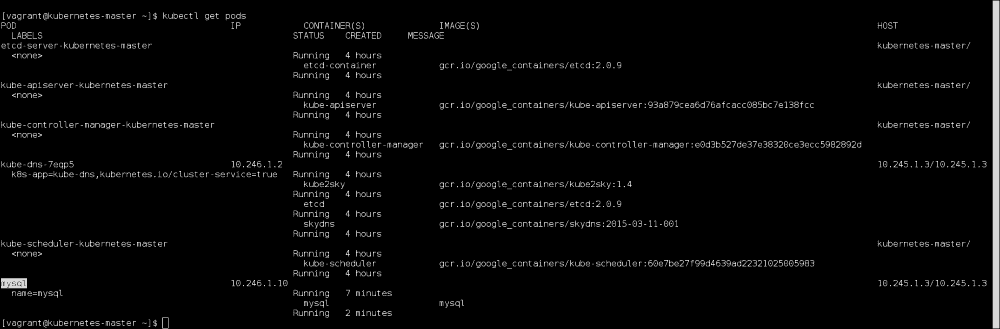 [vagrant@kubernetes-master ~]$ kubectl get pods
POD IP CONTAINER(S) IMAGE(S) HOST
LABELS STATUS CREATED MESSAGE
etcd-server-kubernetes-master kubernetes-master/
<none> Running 4 hours
etcd-container gcr.io/google_containers/etcd:2.0.9
Running 4 hours
kube-apiserver-kubernetes-master kubernetes-master/
<none> Running 4 hours
kube-apiserver gcr.io/google_containers/kube-apiserver:93a879cea6d76afcacc085bc7e138fcc
Running 4 hours
kube-controller-manager-kubernetes-master kubernetes-master/
<none> Running 4 hours
kube-controller-manager gcr.io/google_containers/kube-controller-manager:e0d3b527de37e38320ce3ecc5982892d
Running 4 hours
kube-dns-7eqp5 10.246.1.2 10.245.1.3/10.245.1.3
k8s-app=kube-dns,kubernetes.io/cluster-service=true Running 4 hours
kube2sky gcr.io/google_containers/kube2sky:1.4
Running 4 hours
etcd gcr.io/google_containers/etcd:2.0.9
Running 4 hours
skydns gcr.io/google_containers/skydns:2015-03-11-001
Running 4 hours
kube-scheduler-kubernetes-master kubernetes-master/
<none> Running 4 hours
kube-scheduler gcr.io/google_containers/kube-scheduler:60e7be27f99d4639ad22321025005983
Running 4 hours
mysql 10.246.1.10 10.245.1.3/10.245.1.3
name=mysql Running 7 minutes
mysql mysql
Running 2 minutes
[vagrant@kubernetes-master ~]$